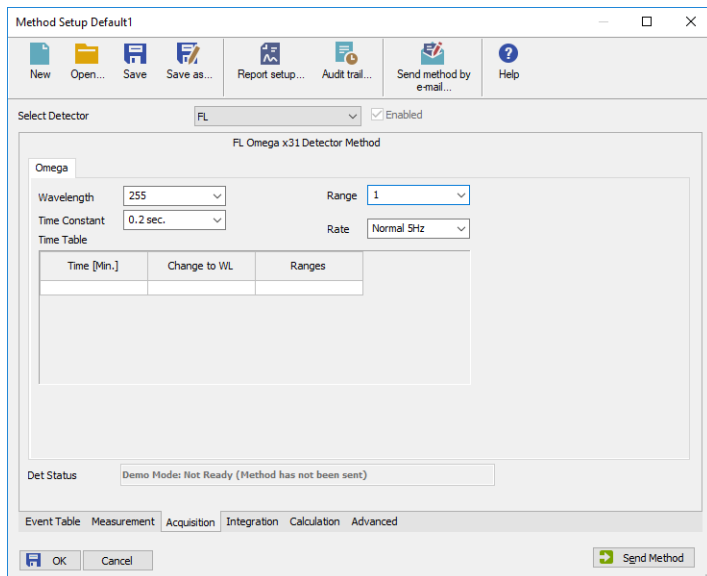 Method Setup Default1
New Open... Save Save as... Report setup... Audit trail... Send method by e-mail... Help
Select Detector FL Enabled
FL Omega x31 Detector Method
Omega
Wavelength 255 Range 1
Time Constant 0.2 sec. Rate Normal 5Hz
Time Table
Time [Min.] Change to WL Ranges
Det Status Demo Mode: Not Ready (Method has not been sent)
Event Table Measurement Acquisition Integration Calculation Advanced
OK Cancel Send Method